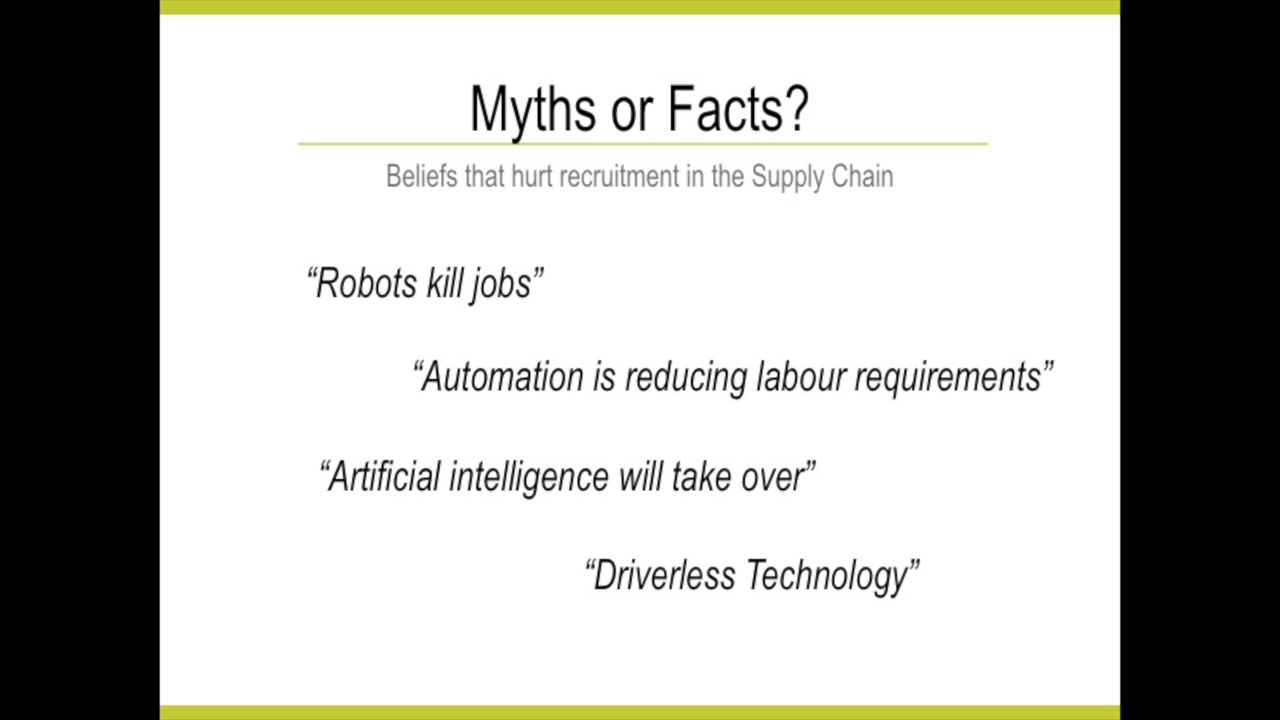 Myths or Facts?
Beliefs that hurt recruitment in the Supply Chain
“Robots kill jobs”
“Automation is reducing labour requirements”
“Artificial intelligence will take over”
“Driverless Technology”